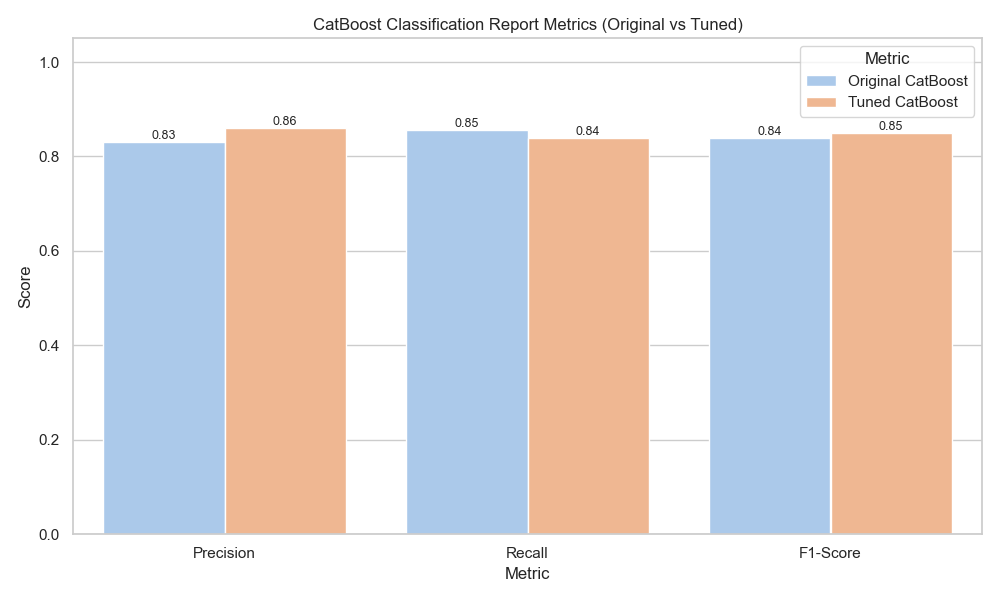 CatBoost Classification Report Metrics (Original vs Tuned)
Metric
Original CatBoost
Tuned CatBoost
1.0
0.8
0.6
0.4
0.2
0.0
Score
0.83
0.86
0.85
0.84
0.84
0.85
Precision
Recall
F1-Score
Metric